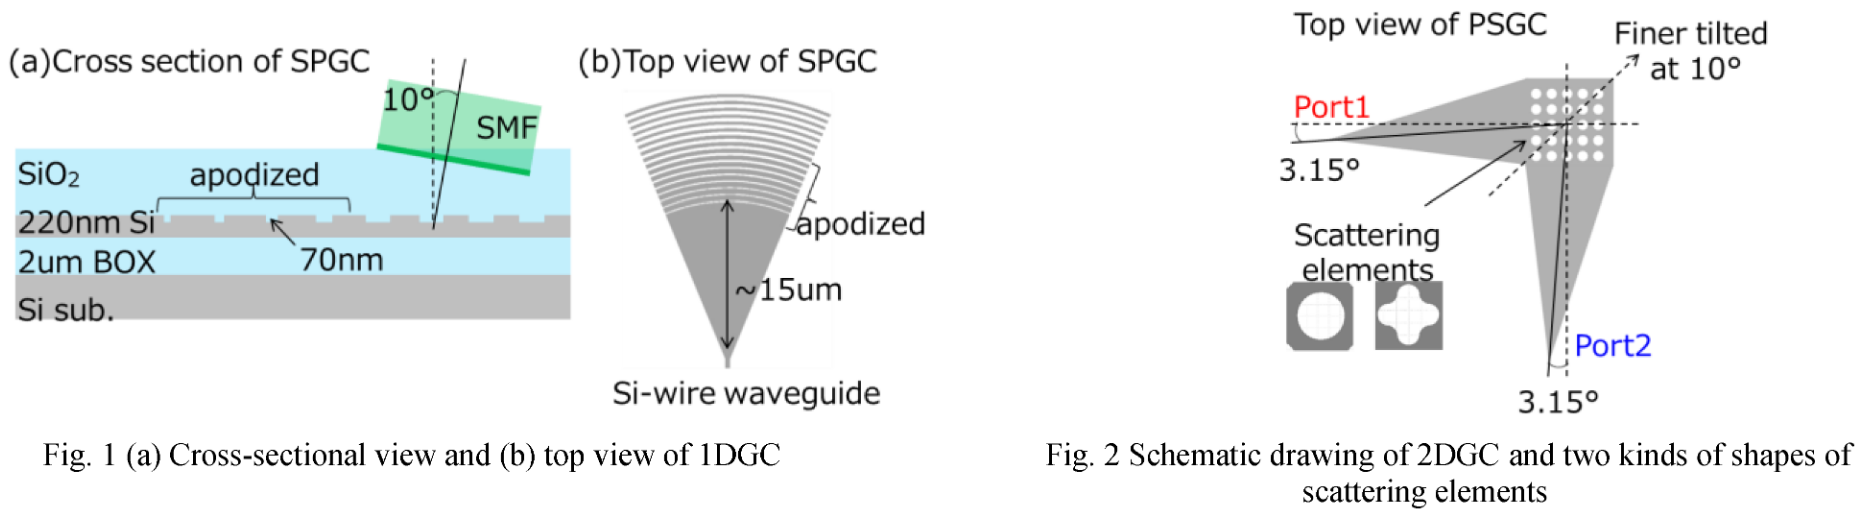 (a)Cross section of SPGC
10°
SMF
SiO₂
apodized
220nm Si
70nm
2um BOX
Si sub.
(b)Top view of SPGC
apodized
~15um
Si-wire waveguide
Fig. 1 (a) Cross-sectional view and (b) top view of 1DGC
Top view of PSGC
Finer tilted
at 10°
Port1
3.15°
Scattering
elements
Port2
3.15°
Fig. 2 Schematic drawing of 2DGC and two kinds of shapes of
scattering elements